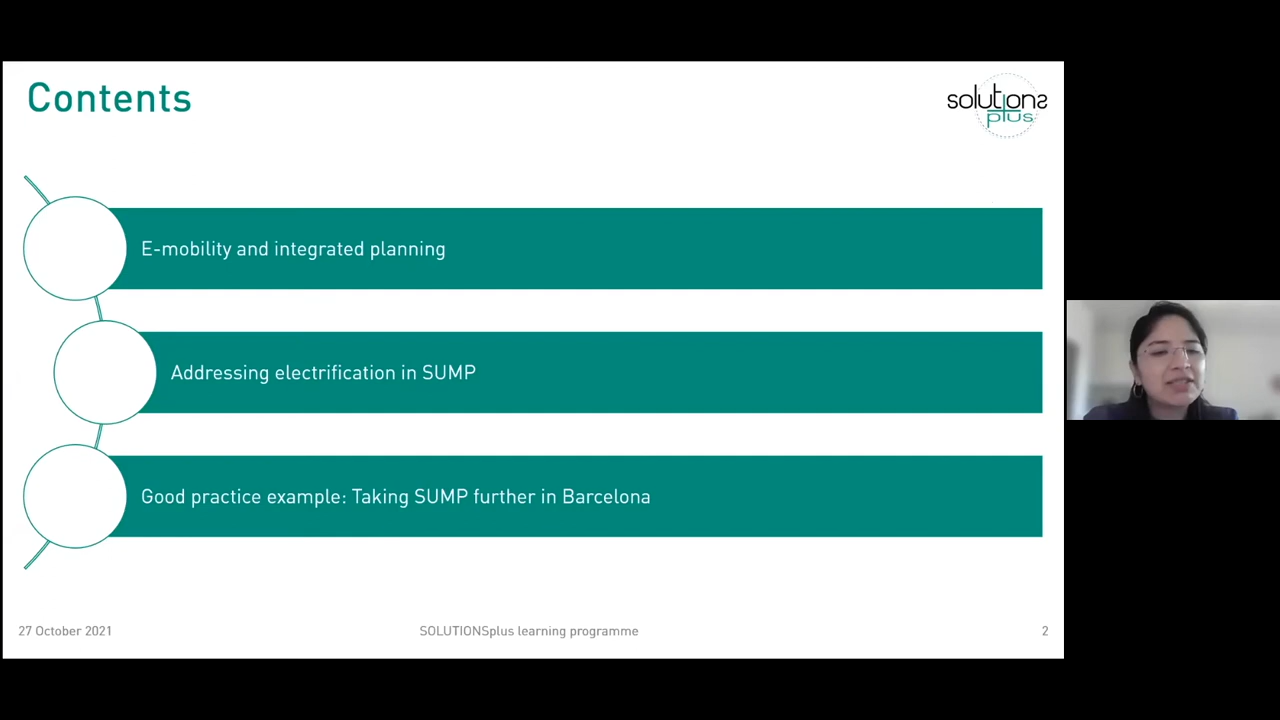 Contents
solutions
plus
E-mobility and integrated planning
Addressing electrification in SUMP
Good practice example: Taking SUMP further in Barcelona
27 October 2021
SOLUTIONSplus learning programme
2